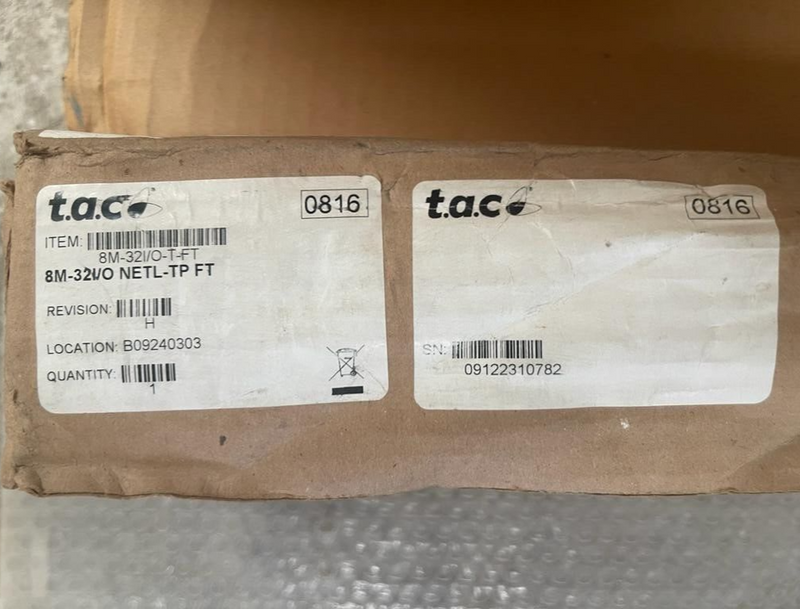 t.a.c
0816
ITEM:
8M-32I/O-T-FT
8M-32I/O NETL-TP FT
REVISION:
H
LOCATION: B09240303
QUANTITY:
1
t.a.c
0816
SN:
09122310782